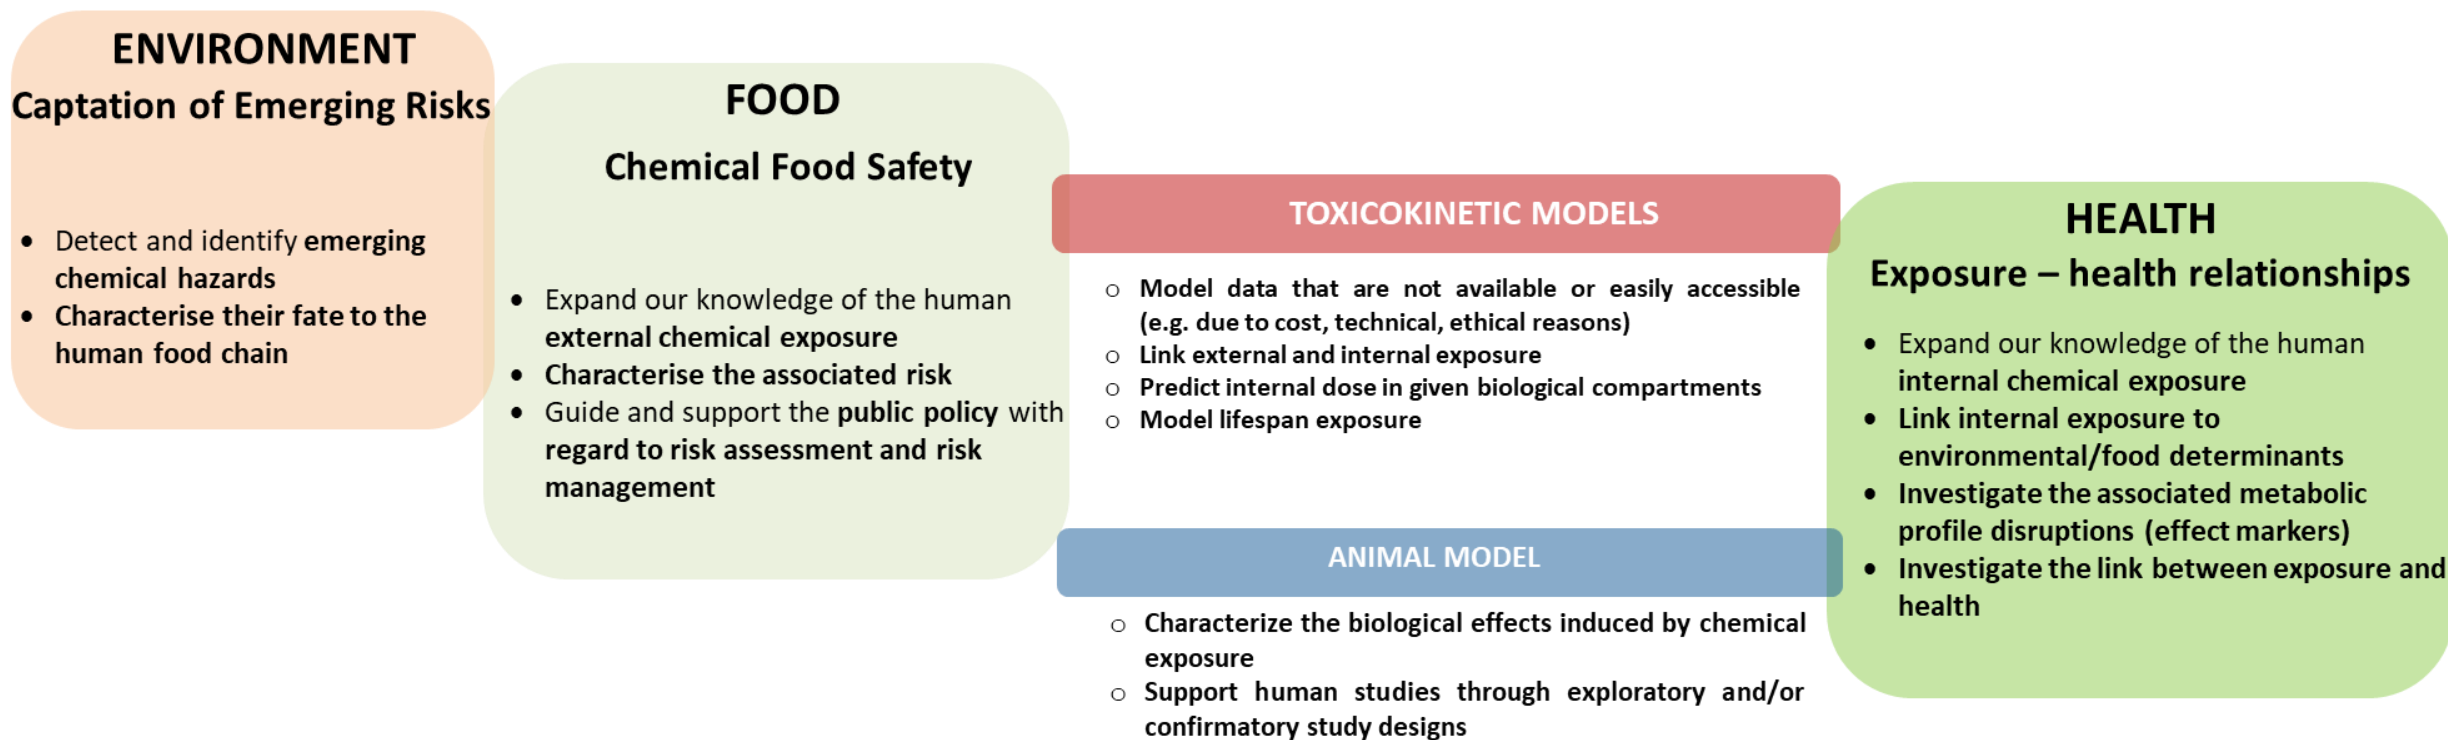 ENVIRONMENT
Captation of Emerging Risks
• Detect and identify emerging
chemical hazards
• Characterise their fate to the
human food chain
FOOD
Chemical Food Safety
• Expand our knowledge of the human
external chemical exposure
• Characterise the associated risk
• Guide and support the public policy with
regard to risk assessment and risk
management
TOXICOKINETIC MODELS
o Model data that are not available or easily accessible
(e.g. due to cost, technical, ethical reasons)
o Link external and internal exposure
o Predict internal dose in given biological compartments
o Model lifespan exposure
ANIMAL MODEL
o Characterize the biological effects induced by chemical
exposure
o Support human studies through exploratory and/or
confirmatory study designs
HEALTH
Exposure – health relationships
• Expand our knowledge of the human
internal chemical exposure
• Link internal exposure to
environmental/food determinants
• Investigate the associated metabolic
profile disruptions (effect markers)
• Investigate the link between exposure and
health